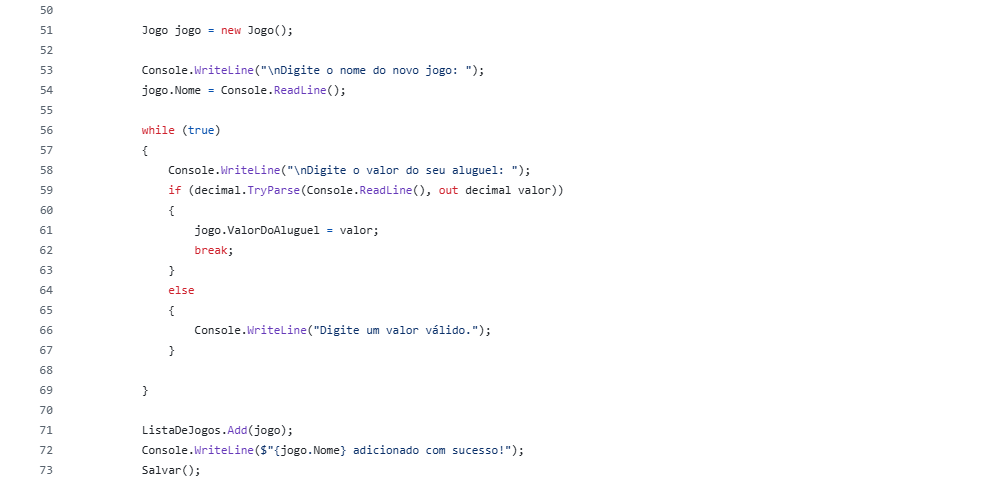 50
51 Jogo jogo = new Jogo();
52
53 Console.WriteLine("\nDigite o nome do novo jogo: ");
54 jogo.Nome = Console.ReadLine();
55
56 while (true)
57 {
58 Console.WriteLine("\nDigite o valor do seu aluguel: ");
59 if (decimal.TryParse(Console.ReadLine(), out decimal valor))
60 {
61 jogo.ValorDoAluguel = valor;
62 break;
63 }
64 else
65 {
66 Console.WriteLine("Digite um valor válido.");
67 }
68
69 }
70
71 ListaDeJogos.Add(jogo);
72 Console.WriteLine($"{jogo.Nome} adicionado com sucesso!");
73 Salvar();